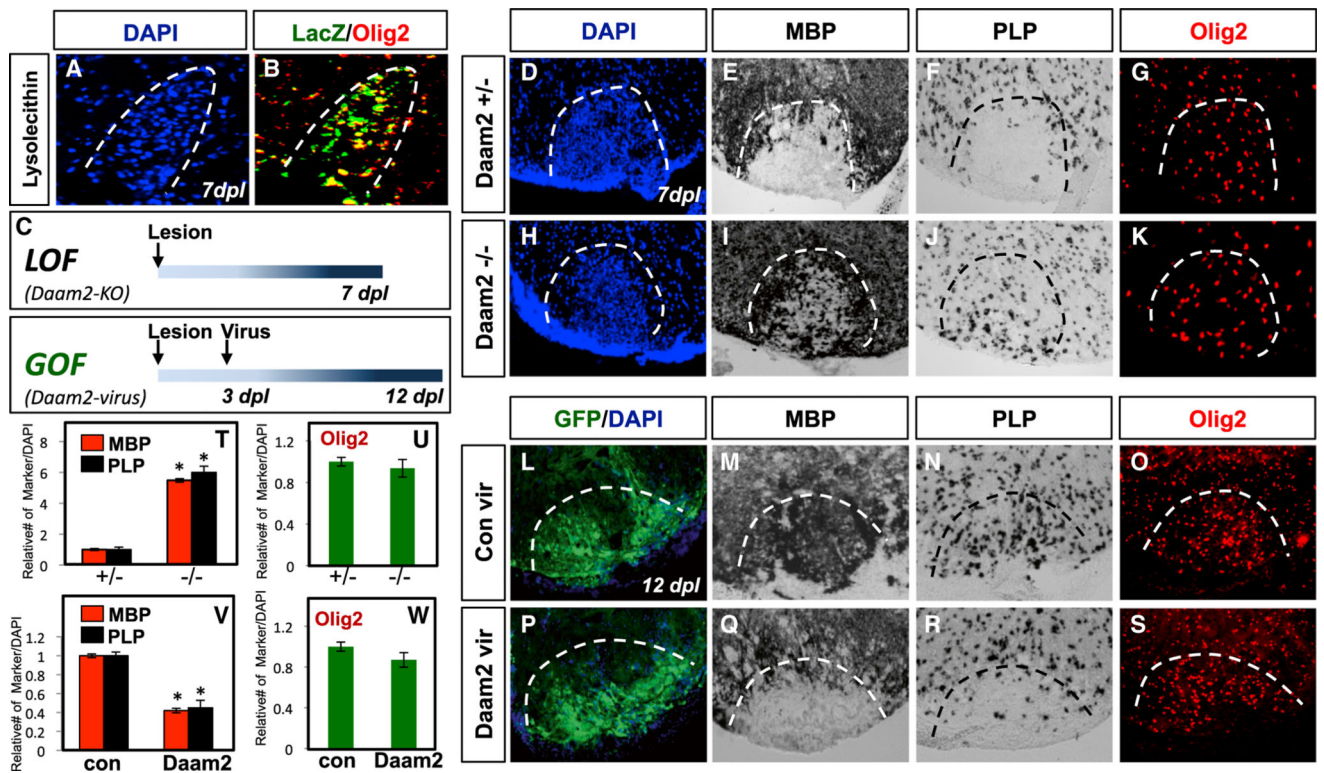 DAPI
LacZ/Olig2
Lysolecithin
A
B
7dpl
C
Lesion
LOF
(Daam2-KO)
7 dpl
Lesion Virus
GOF
(Daam2-virus)
3 dpl
12 dpl
Relative# of Marker/DAPI
8
6
4
2
0
MBP
PLP
T
*
*
+/-
-/-
Relative# of Marker/DAPI
1.2
0.8
0.4
0
Olig2
U
+/-
-/-
Relative# of Marker/DAPI
1.2
1
0.8
0.6
0.4
0.2
0
MBP
PLP
V
*
*
con
Daam2
Relative# of Marker/DAPI
1.2
0.8
0.4
0
Olig2
W
con
Daam2
DAPI
MBP
PLP
Olig2
Daam2 +/-
D
7dpl
E
F
G
Daam2 -/-
H
I
J
K
GFP/DAPI
MBP
PLP
Olig2
Con vir
L
12 dpl
M
N
O
Daam2 vir
P
Q
R
S